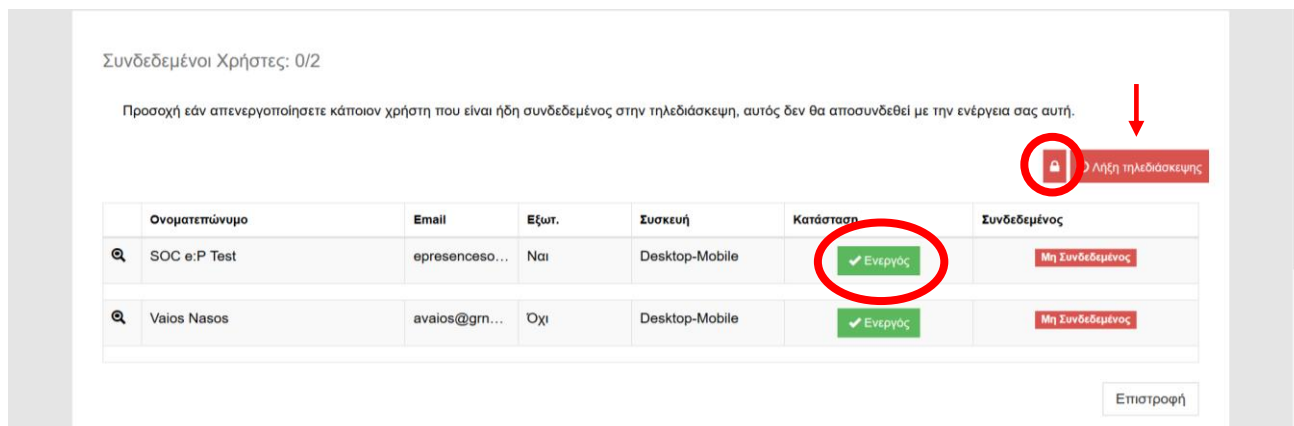 Συνδεδεμένοι Χρήστες: 0/2
Προσοχή εάν απενεργοποίησετε κάποιον χρήστη που είναι ήδη συνδεδεμένος στην τηλεδιάσκεψη, αυτός δεν θα αποσυνδεθεί με την ενέργεια σας αυτή.
Λήξη τηλεδιάσκεψης
Ονοματεπώνυμο Email Εξωτ. Συσκευή Κατάσταση Συνδεδεμένος
SOC e:P Test epresenceso... Ναι Desktop-Mobile Ενεργός Μη Συνδεδεμένος
Vaios Nasos avaios@grn... Όχι Desktop-Mobile Ενεργός Μη Συνδεδεμένος
Επιστροφή